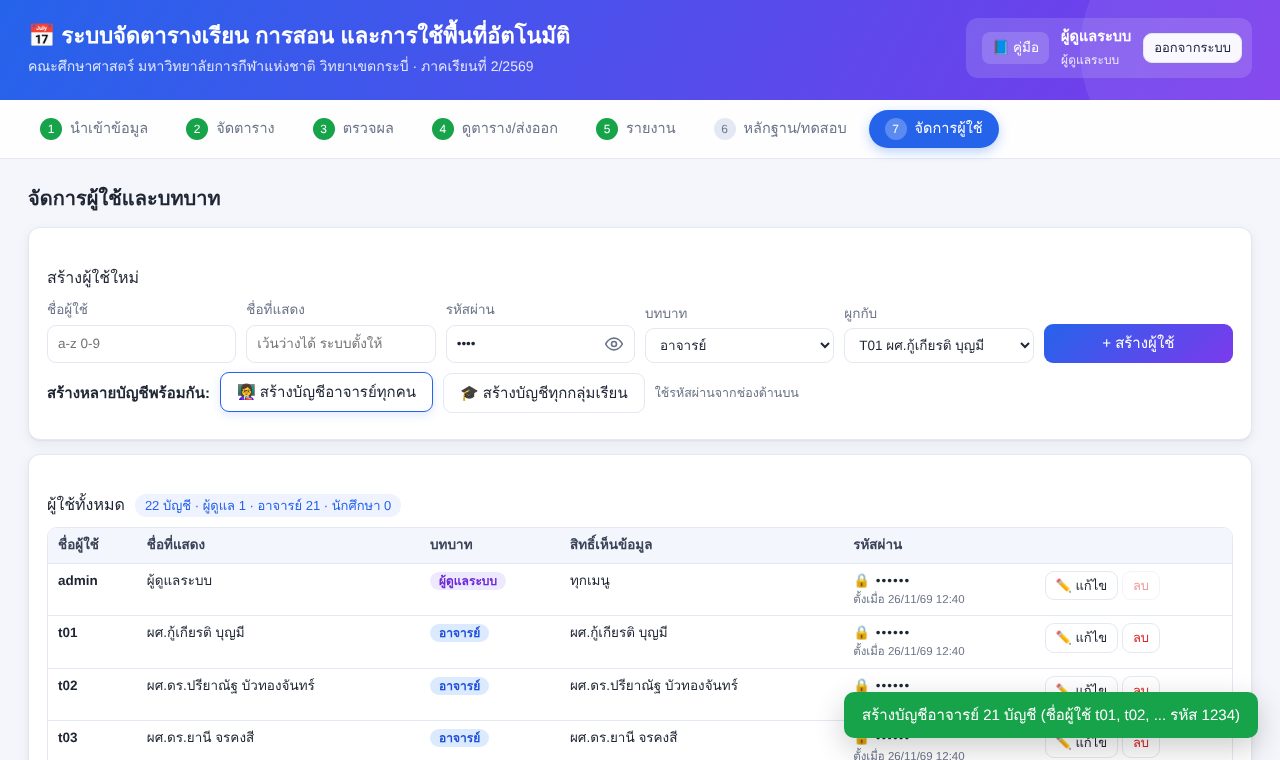 ระบบจัดตารางเรียน การสอน และการใช้พื้นที่อัตโนมัติ
คณะศึกษาศาสตร์ มหาวิทยาลัยการกีฬาแห่งชาติ วิทยาเขตกระบี่ · ภาคเรียนที่ 2/2569
คู่มือ
ผู้ดูแลระบบ
ผู้ดูแลระบบ
ออกจากระบบ
1 นำเข้าข้อมูล 2 จัดตาราง 3 ตรวจผล 4 ดูตาราง/ส่งออก 5 รายงาน 6 หลักฐาน/ทดสอบ 7 จัดการผู้ใช้
จัดการผู้ใช้และบทบาท
สร้างผู้ใช้ใหม่
ชื่อผู้ใช้ ชื่อที่แสดง รหัสผ่าน บทบาท ผูกกับ
a-z 0-9 เว้นว่างได้ ระบบตั้งให้ •••• อาจารย์ T01 ผศ.กู้เกียรติ บุญมี + สร้างผู้ใช้
สร้างหลายบัญชีพร้อมกัน: สร้างบัญชีอาจารย์ทุกคน สร้างบัญชีทุกกลุ่มเรียน ใช้รหัสผ่านจากช่องด้านบน
ผู้ใช้ทั้งหมด 22 บัญชี · ผู้ดูแล 1 · อาจารย์ 21 · นักศึกษา 0
ชื่อผู้ใช้ ชื่อที่แสดง บทบาท สิทธิ์เห็นข้อมูล รหัสผ่าน
admin ผู้ดูแลระบบ ผู้ดูแลระบบ ทุกเมนู •••••• แก้ไข ลบ
ตั้งเมื่อ 26/11/69 12:40
t01 ผศ.กู้เกียรติ บุญมี อาจารย์ ผศ.กู้เกียรติ บุญมี •••••• แก้ไข ลบ
ตั้งเมื่อ 26/11/69 12:40
t02 ผศ.ดร.ปรียาณัฐ บัวทองจันทร์ อาจารย์ ผศ.ดร.ปรียาณัฐ บัวทองจันทร์ •••••• แก้ไข ลบ
t03 ผศ.ดร.ยานี จรคงสี อาจารย์ ผศ.ดร.ยานี จรคงสี แก้ไข ลบ
ตั้งเมื่อ 26/11/69 12:40
สร้างบัญชีอาจารย์ 21 บัญชี (ชื่อผู้ใช้ t01, t02, ... รหัส 1234)